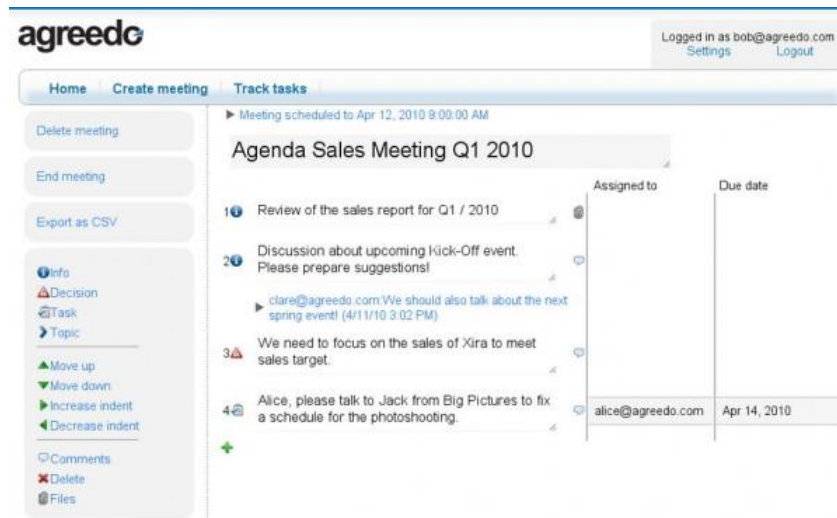 agreedo
Logged in as bob@agreedo.com
Settings Logout
Home Create meeting Track tasks
Delete meeting
End meeting
Export as CSV
Info
Decision
Task
Topic
Move up
Move down
Increase indent
Decrease indent
Comments
Delete
Files
Meeting scheduled to Apr 12, 2010 9:00:00 AM
Agenda Sales Meeting Q1 2010
Assigned to Due date
1 Review of the sales report for Q1 / 2010
2 Discussion about upcoming Kick-Off event.
Please prepare suggestions!
clare@agreedo.com:We should also talk about the next
spring event! (4/11/10 3:02 PM)
3 We need to focus on the sales of Xira to meet
sales target.
4 Alice, please talk to Jack from Big Pictures to fix
a schedule for the photoshooting.
alice@agreedo.com Apr 14, 2010